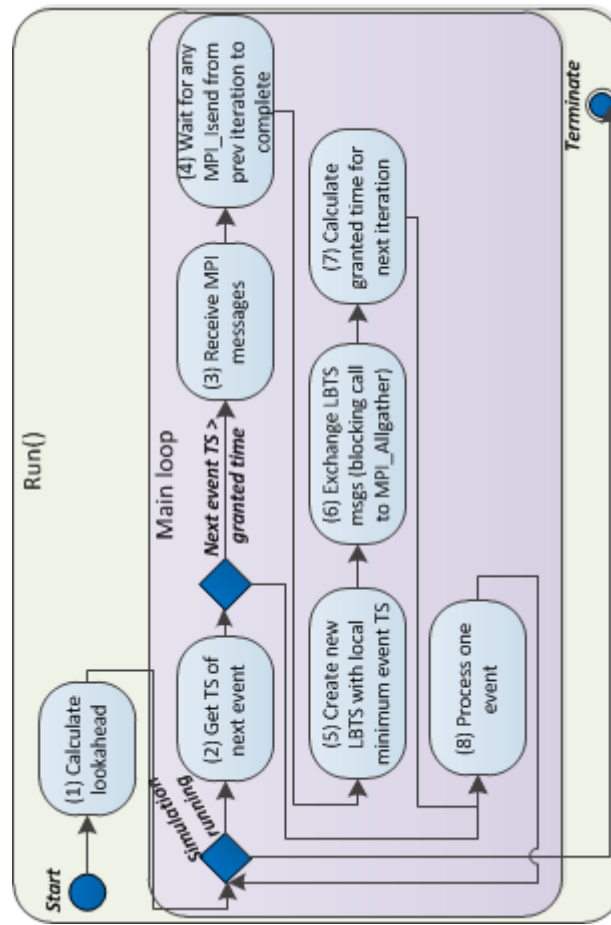 Run()
Start
(1) Calculate
lookahead
Main loop
Simulation
running
(2) Get TS of
next event
Next event TS >
granted time
(3) Receive MPI
messages
(4) Wait for any
MPI_Isend from
prev iteration to
complete
(5) Create new
LBTS with local
minimum event TS
(6) Exchange LBTS
msgs (blocking call
to MPI_Allgather)
(7) Calculate
granted time for
next iteration
(8) Process one
event
Terminate